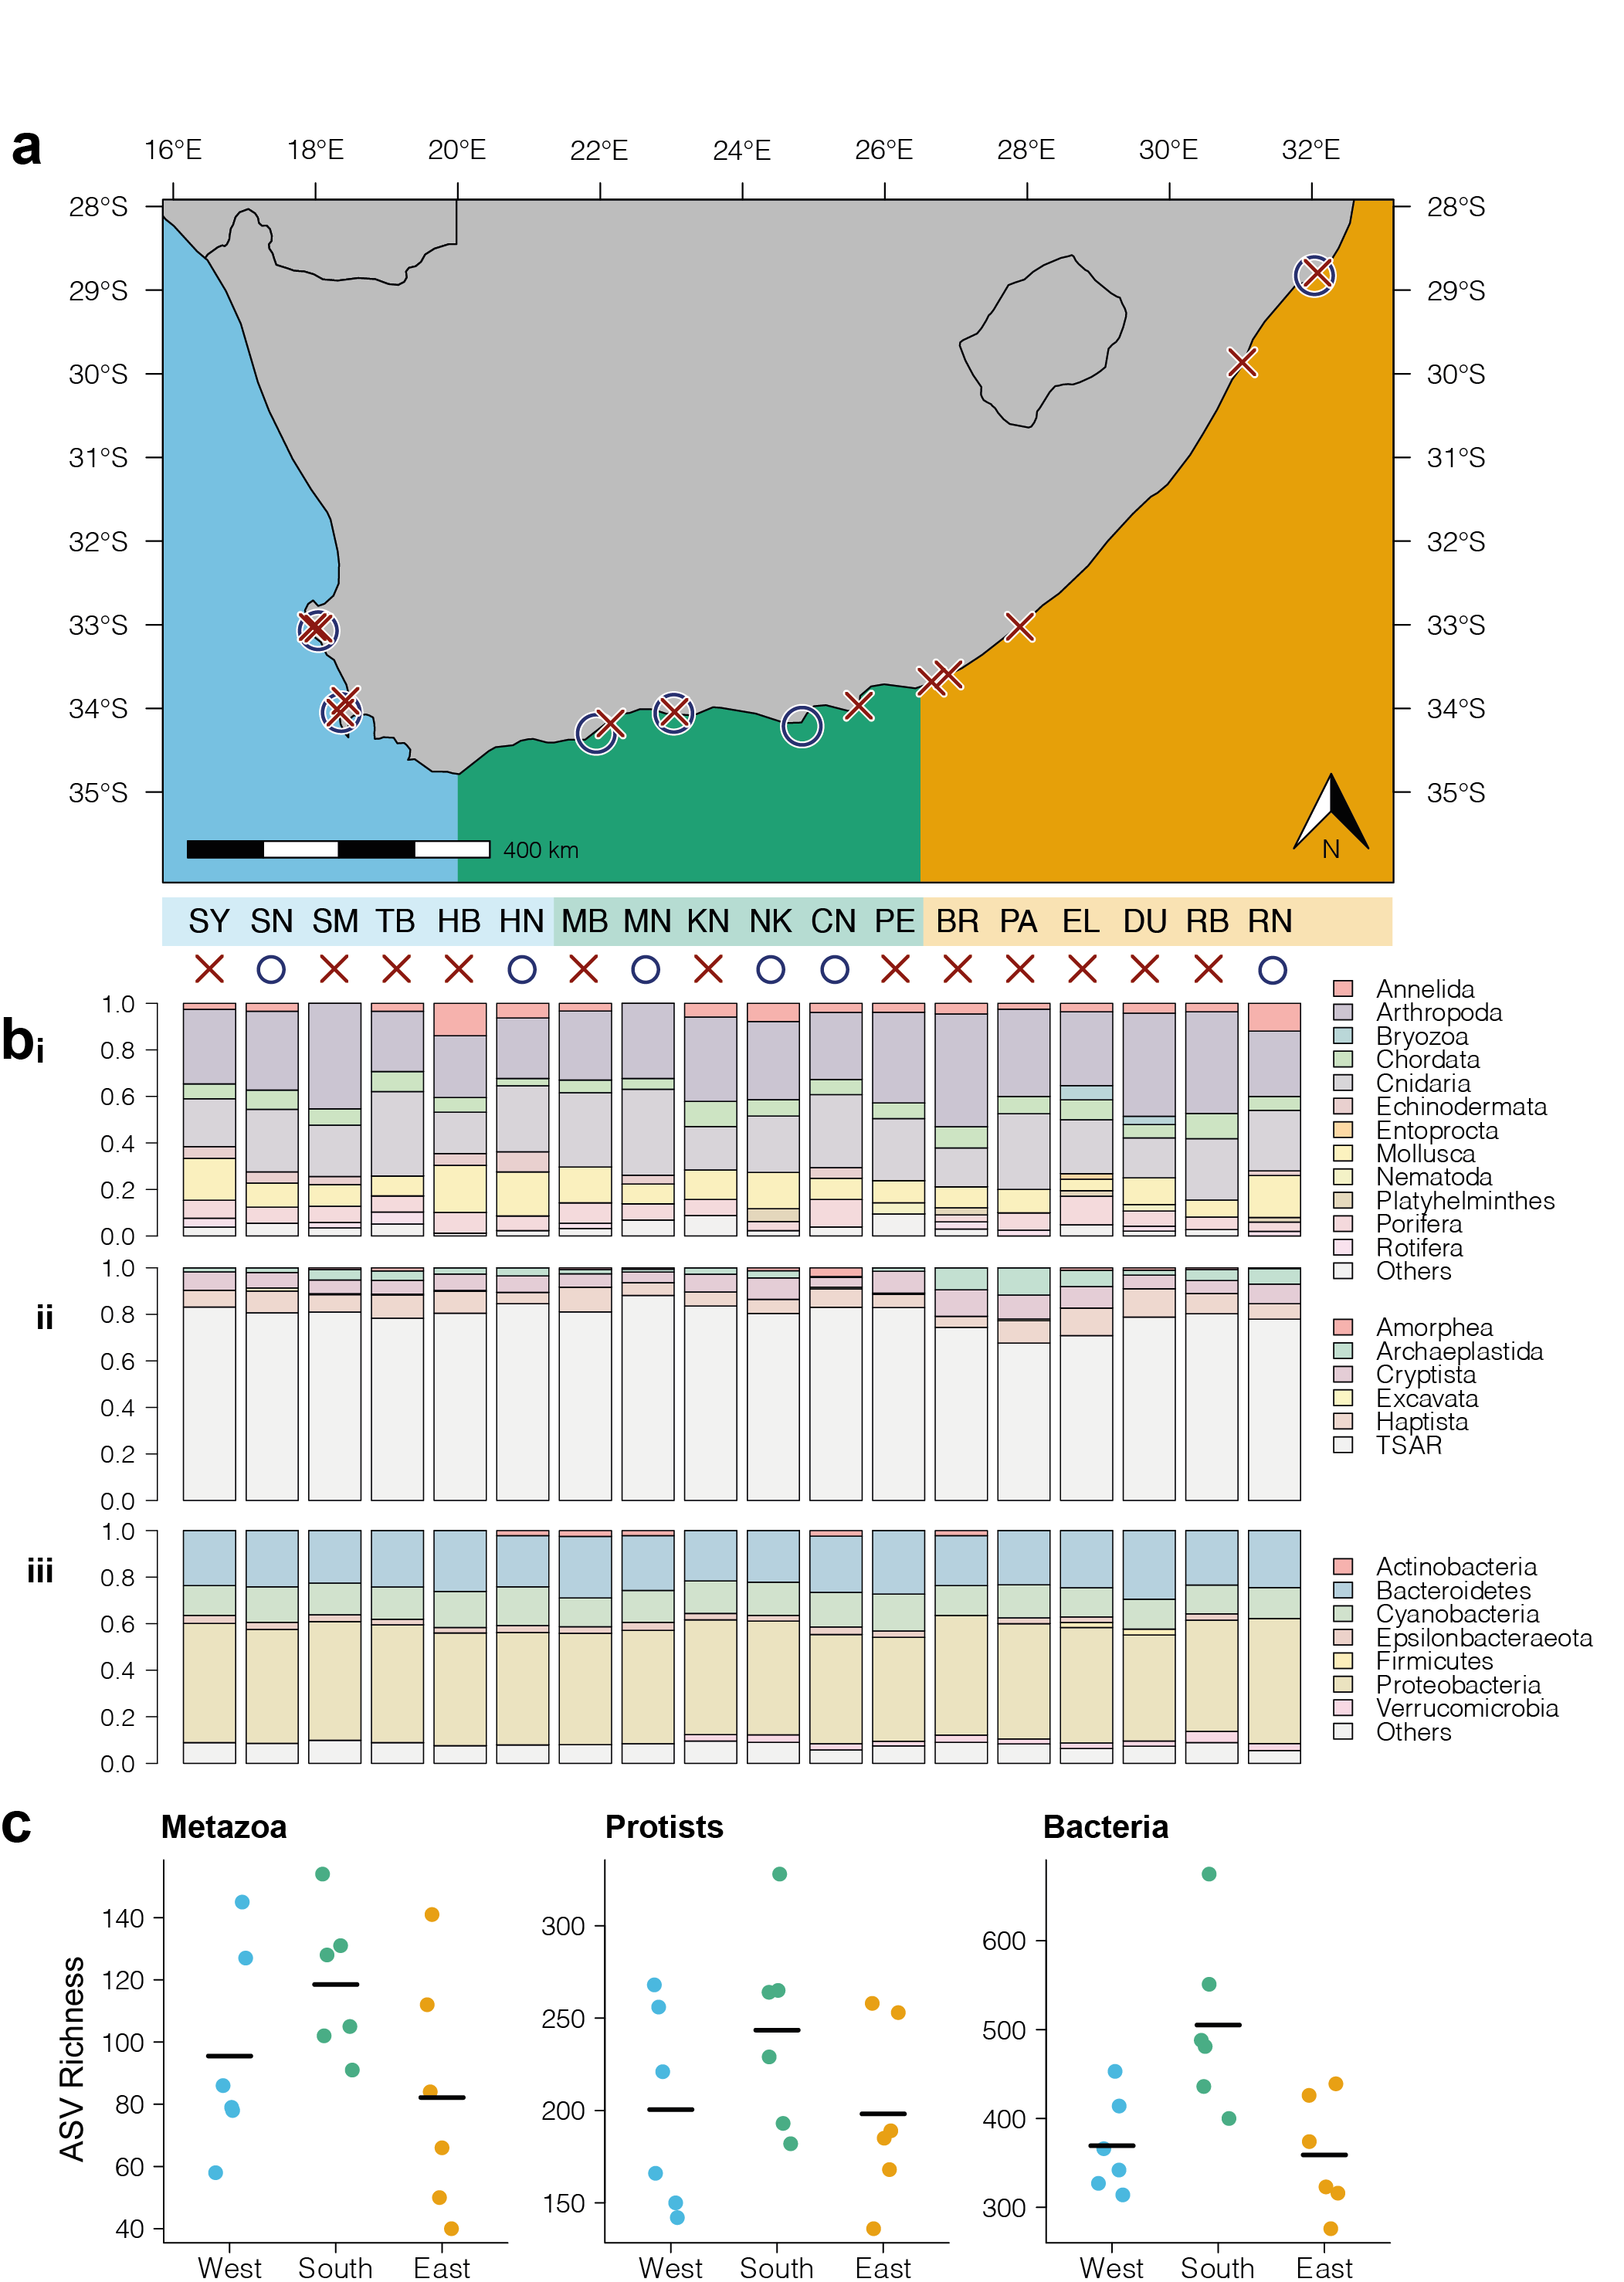 a
16°E 18°E 20°E 22°E 24°E 26°E 28°E 30°E 32°E
28°S 28°S
29°S 29°S
30°S 30°S
31°S 31°S
32°S 32°S
33°S 33°S
34°S 34°S
35°S 35°S
400 km
N
SY SN SM TB HB HN MB MN KN NK CN PE BR PA EL DU RB RN
bi
1.0
0.8
0.6
0.4
0.2
0.0
Annelida
Arthropoda
Bryozoa
Chordata
Cnidaria
Echinodermata
Entoprocta
Mollusca
Nematoda
Platyhelminthes
Porifera
Rotifera
Others
ii
1.0
0.8
0.6
0.4
0.2
0.0
Amorphea
Archaeplastida
Cryptista
Excavata
Haptista
TSAR
iii
1.0
0.8
0.6
0.4
0.2
0.0
Actinobacteria
Bacteroidetes
Cyanobacteria
Epsilonbacteraeota
Firmicutes
Proteobacteria
Verrucomicrobia
Others
c
Metazoa
ASV Richness
140
120
100
80
60
40
West South East
Protists
300
250
200
150
West South East
Bacteria
600
500
400
300
West South East